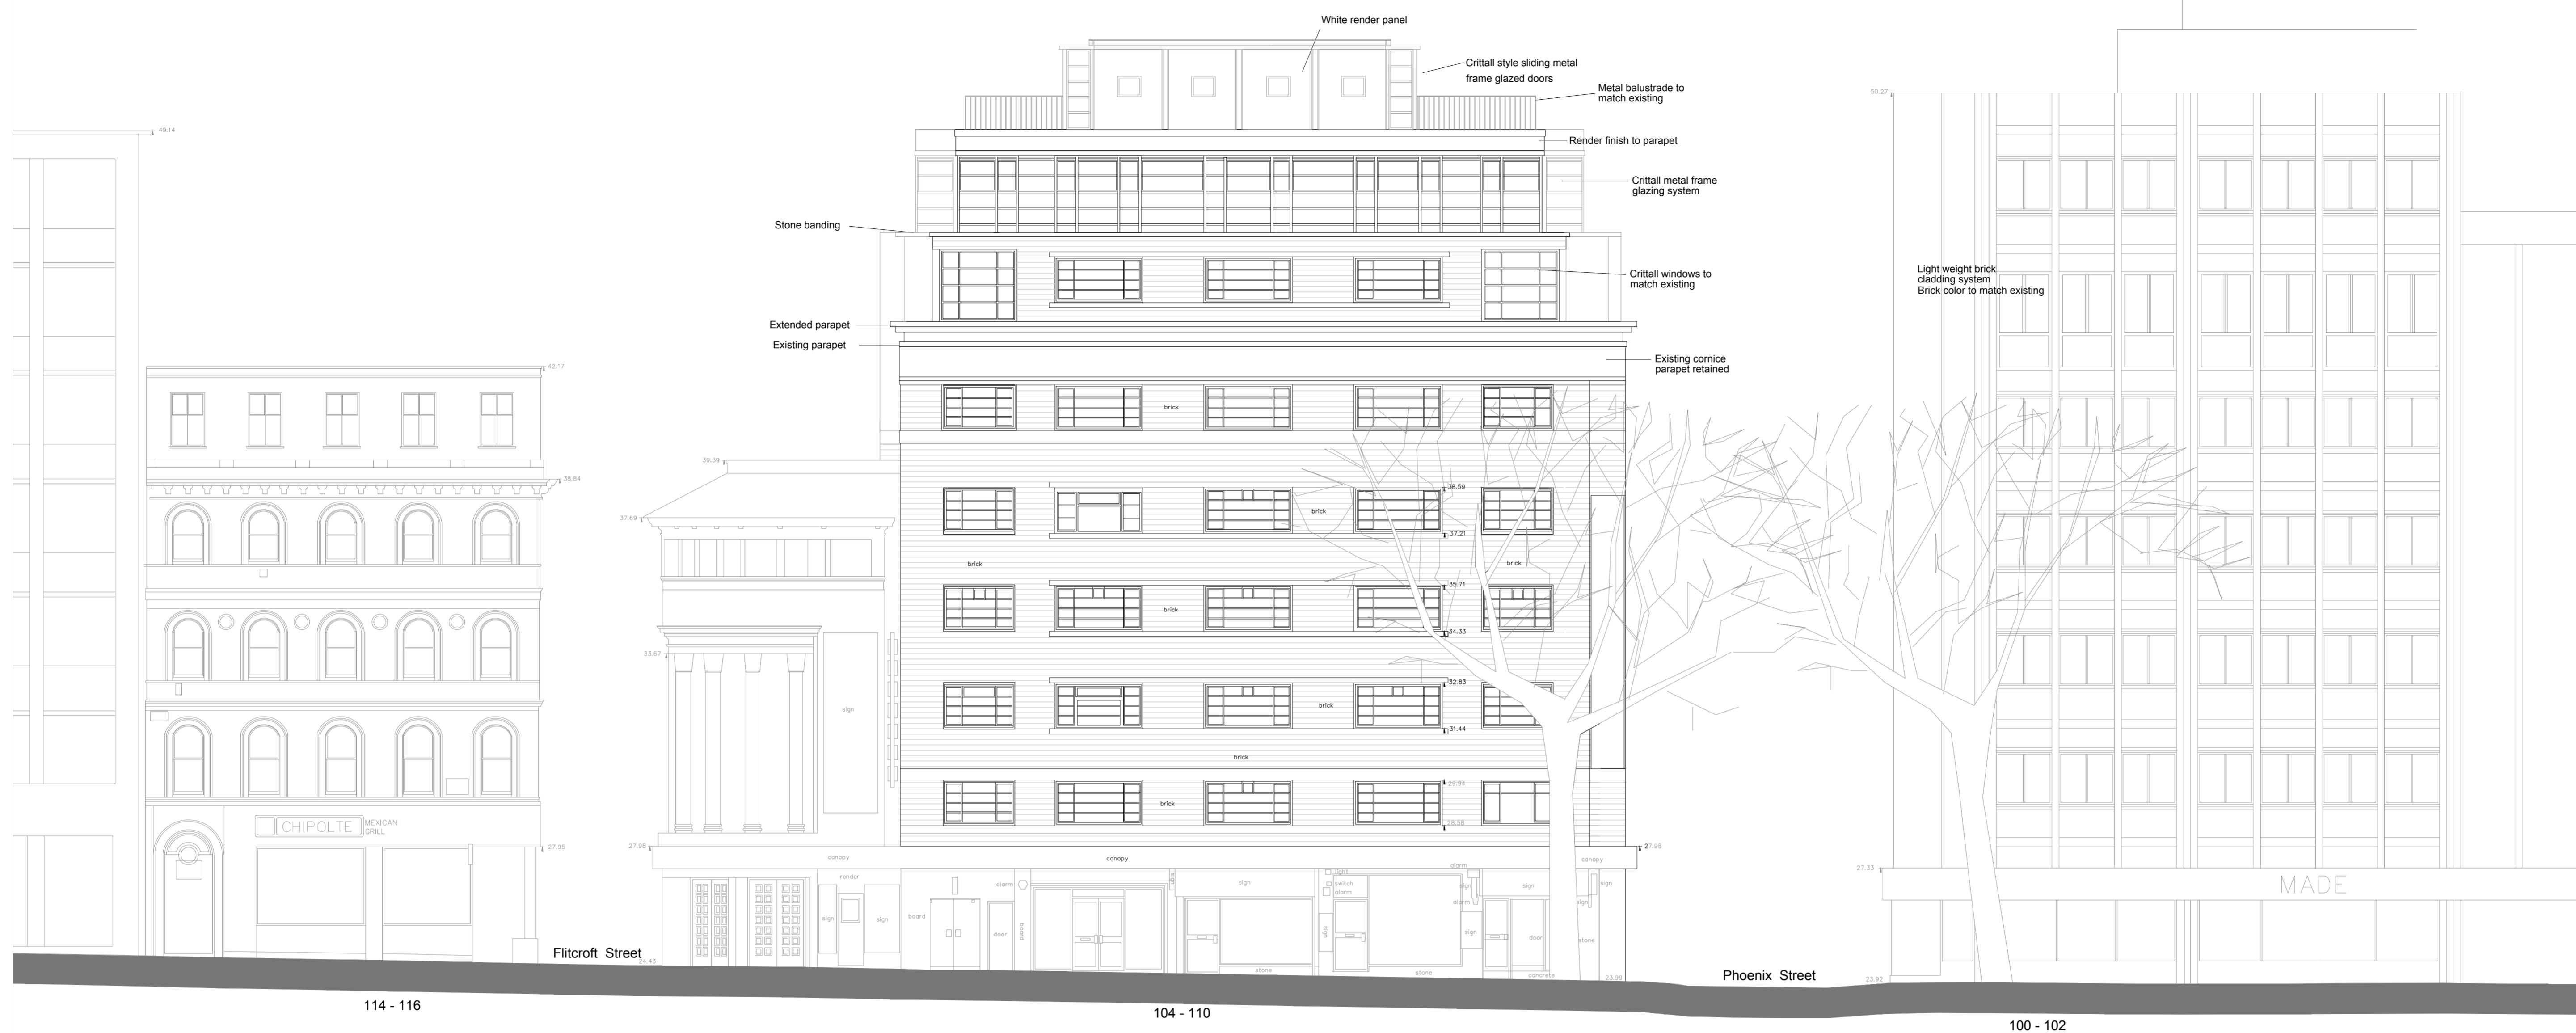 White render panel
Crittall style sliding metal
frame glazed doors
Metal balustrade to
match existing
50.27
49.14
Render finish to parapet
Crittall metal frame
glazing system
Stone banding
Crittall windows to
match existing
Light weight brick
cladding system
Brick color to match existing
Extended parapet
Existing parapet
Existing cornice
parapet retained
42.17
brick
39.39
38.84
38.59
37.69
brick
37.21
brick
brick
35.71
brick
34.33
33.67
32.83
sign
brick
31.44
brick
29.94
brick
28.58
CHIPOLTE
MEXICAN
GRILL
27.95
27.98
canopy
canopy
canopy
27.98
27.33
MADE
render
alarm
light
switch
alarm
alarm
sign
sign
sign
sign
sign
sign
sign
alarm
sign
board
door
board
sign
sign
door
stone
stone
stone
concrete
Flitcroft Street
24.43
23.99
Phoenix Street
23.92
114 - 116
104 - 110
100 - 102